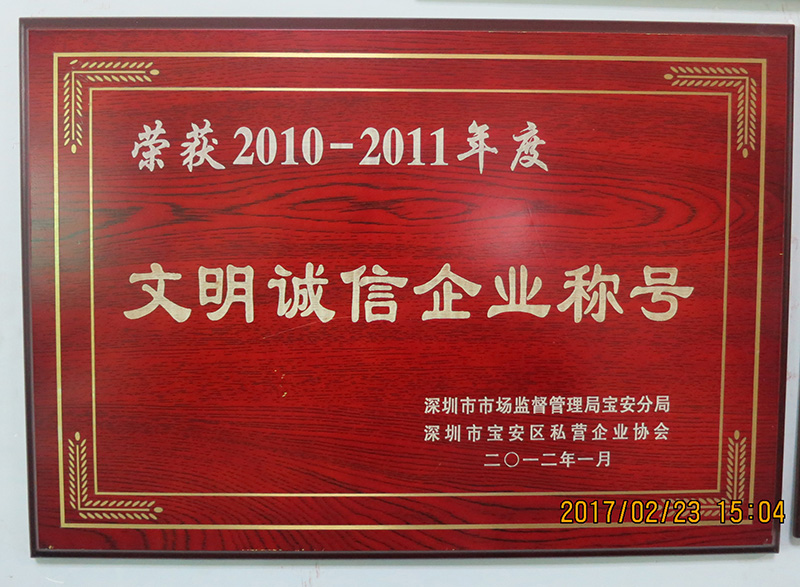 荣获2010-2011年度
文明诚信企业称号
深圳市市场监督管理局宝安分局
深圳市宝安区私营企业协会
二〇一二年一月
2017/02/23 15:04